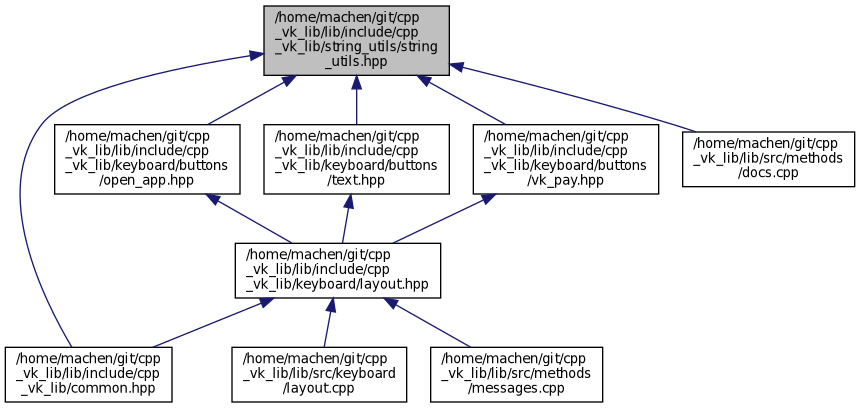 /home/machen/git/cpp
_vk_lib/lib/include/cpp
_vk_lib/string_utils/string
_utils.hpp
/home/machen/git/cpp
_vk_lib/lib/include/cpp
_vk_lib/keyboard/buttons
/open_app.hpp
/home/machen/git/cpp
_vk_lib/lib/include/cpp
_vk_lib/keyboard/buttons
/text.hpp
/home/machen/git/cpp
_vk_lib/lib/include/cpp
_vk_lib/keyboard/buttons
/vk_pay.hpp
/home/machen/git/cpp
_vk_lib/lib/src/methods
/docs.cpp
/home/machen/git/cpp
_vk_lib/lib/include/cpp
_vk_lib/keyboard/layout.hpp
/home/machen/git/cpp
_vk_lib/lib/include/cpp
_vk_lib/common.hpp
/home/machen/git/cpp
_vk_lib/lib/src/keyboard
/layout.cpp
/home/machen/git/cpp
_vk_lib/lib/src/methods
/messages.cpp